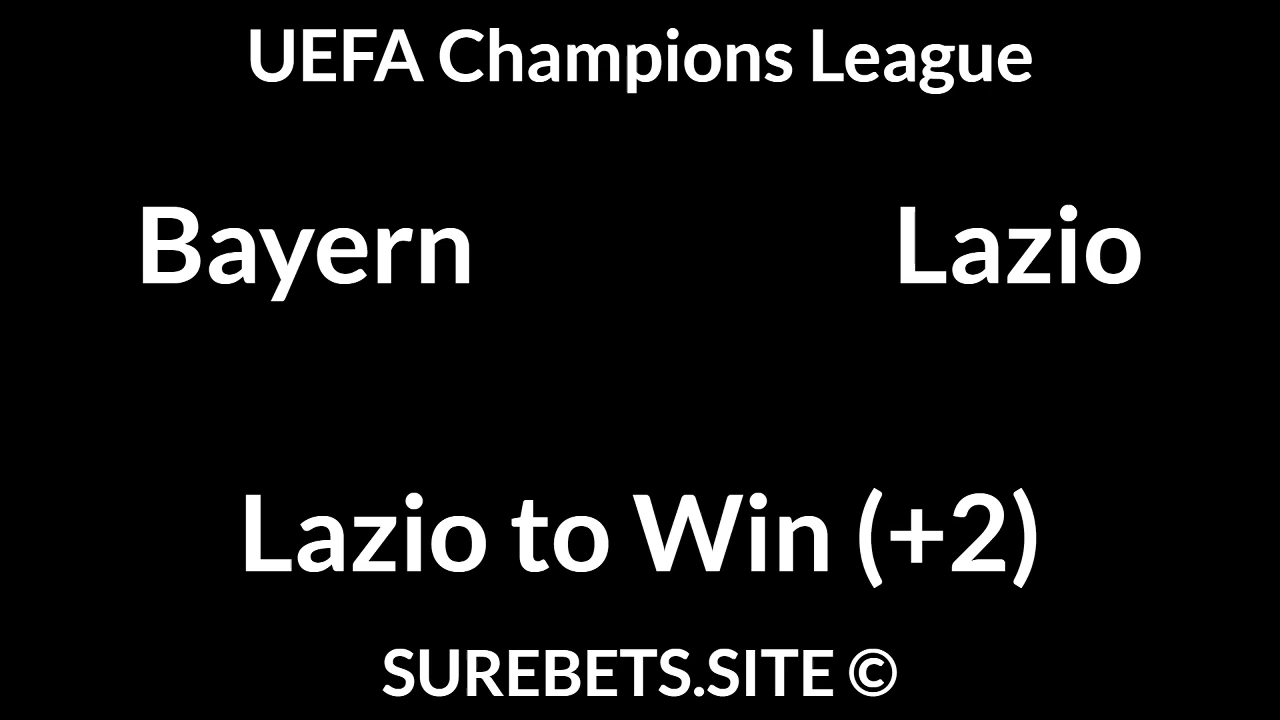 UEFA Champions League
Bayern Lazio
Lazio to Win (+2)
SUREBETS.SITE ©